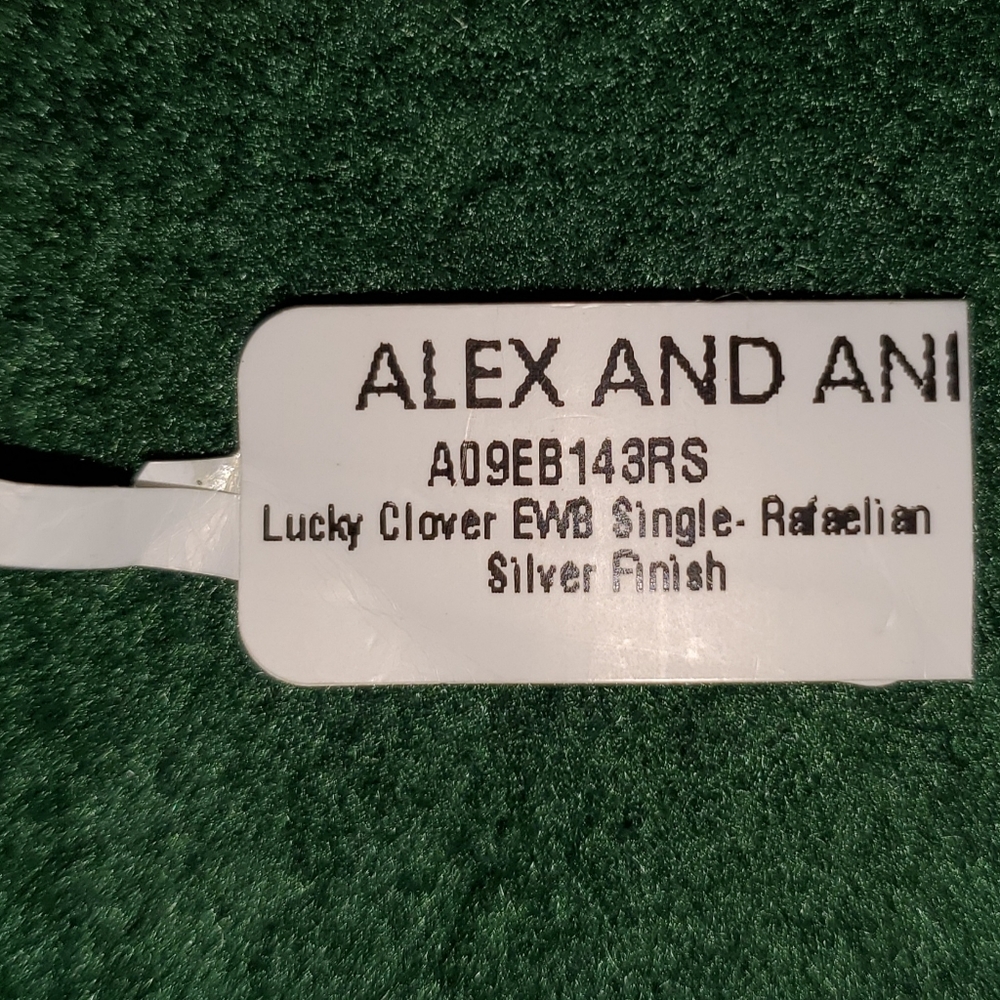 ALEX AND ANI
A09EB143RS
Lucky Clover EWB Single- Rafaelian
Silver Finish